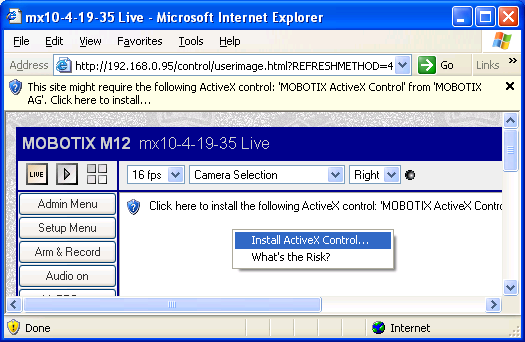 mx10-4-19-35 Live - Microsoft Internet Explorer
File Edit View Favorites Tools Help
Address http://192.168.0.95/control/userimage.html?REFRESHMETHOD=4 Go Links »
This site might require the following ActiveX control: 'MOBOTIX ActiveX Control' from 'MOBOTIX
AG'. Click here to install...
MOBOTIX M12 mx10-4-19-35 Live
LIVE 16 fps Camera Selection Right
Admin Menu
Click here to install the following ActiveX control: 'MOBOTIX ActiveX Contro
Setup Menu
Install ActiveX Control...
Arm & Record
What's the Risk?
Audio on
Done Internet